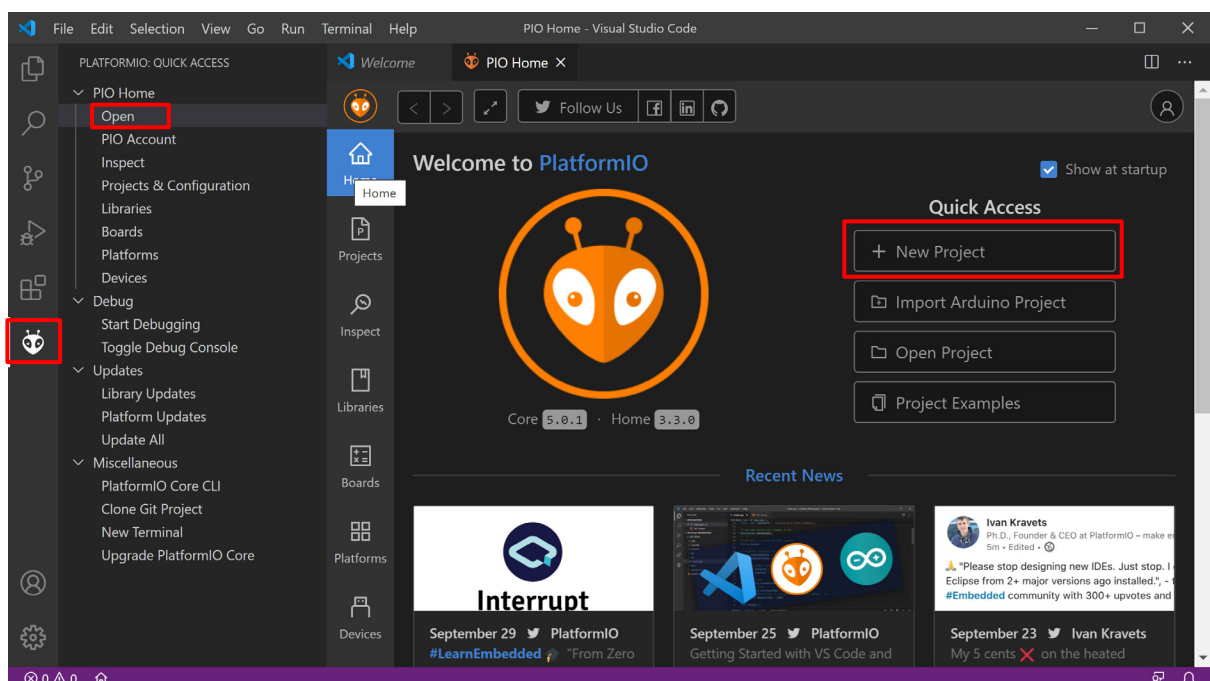 File Edit Selection View Go Run Terminal Help PIO Home - Visual Studio Code
PLATFORMIO: QUICK ACCESS
PIO Home
Open
PIO Account
Inspect
Projects & Configuration
Libraries
Boards
Platforms
Devices
Debug
Start Debugging
Toggle Debug Console
Updates
Library Updates
Platform Updates
Update All
Miscellaneous
PlatformIO Core CLI
Clone Git Project
New Terminal
Upgrade PlatformIO Core
Welcome PIO Home
Follow Us
Home
Home
Projects
Inspect
Libraries
Boards
Platforms
Devices
Welcome to PlatformIO
Show at startup
Quick Access
+ New Project
Import Arduino Project
Open Project
Project Examples
Core 5.0.1 · Home 3.3.0
Recent News
Interrupt
September 29 PlatformIO
#LearnEmbedded "From Zero
September 25 PlatformIO
Getting Started with VS Code and
Ivan Kravets
Ph.D., Founder & CEO at PlatformIO – make
5m • Edited •
"Please stop designing new IDEs. Just stop. I
Eclipse from 2+ major versions ago installed.", -
#Embedded community with 300+ upvotes and
September 23 Ivan Kravets
My 5 cents on the heated
0 0